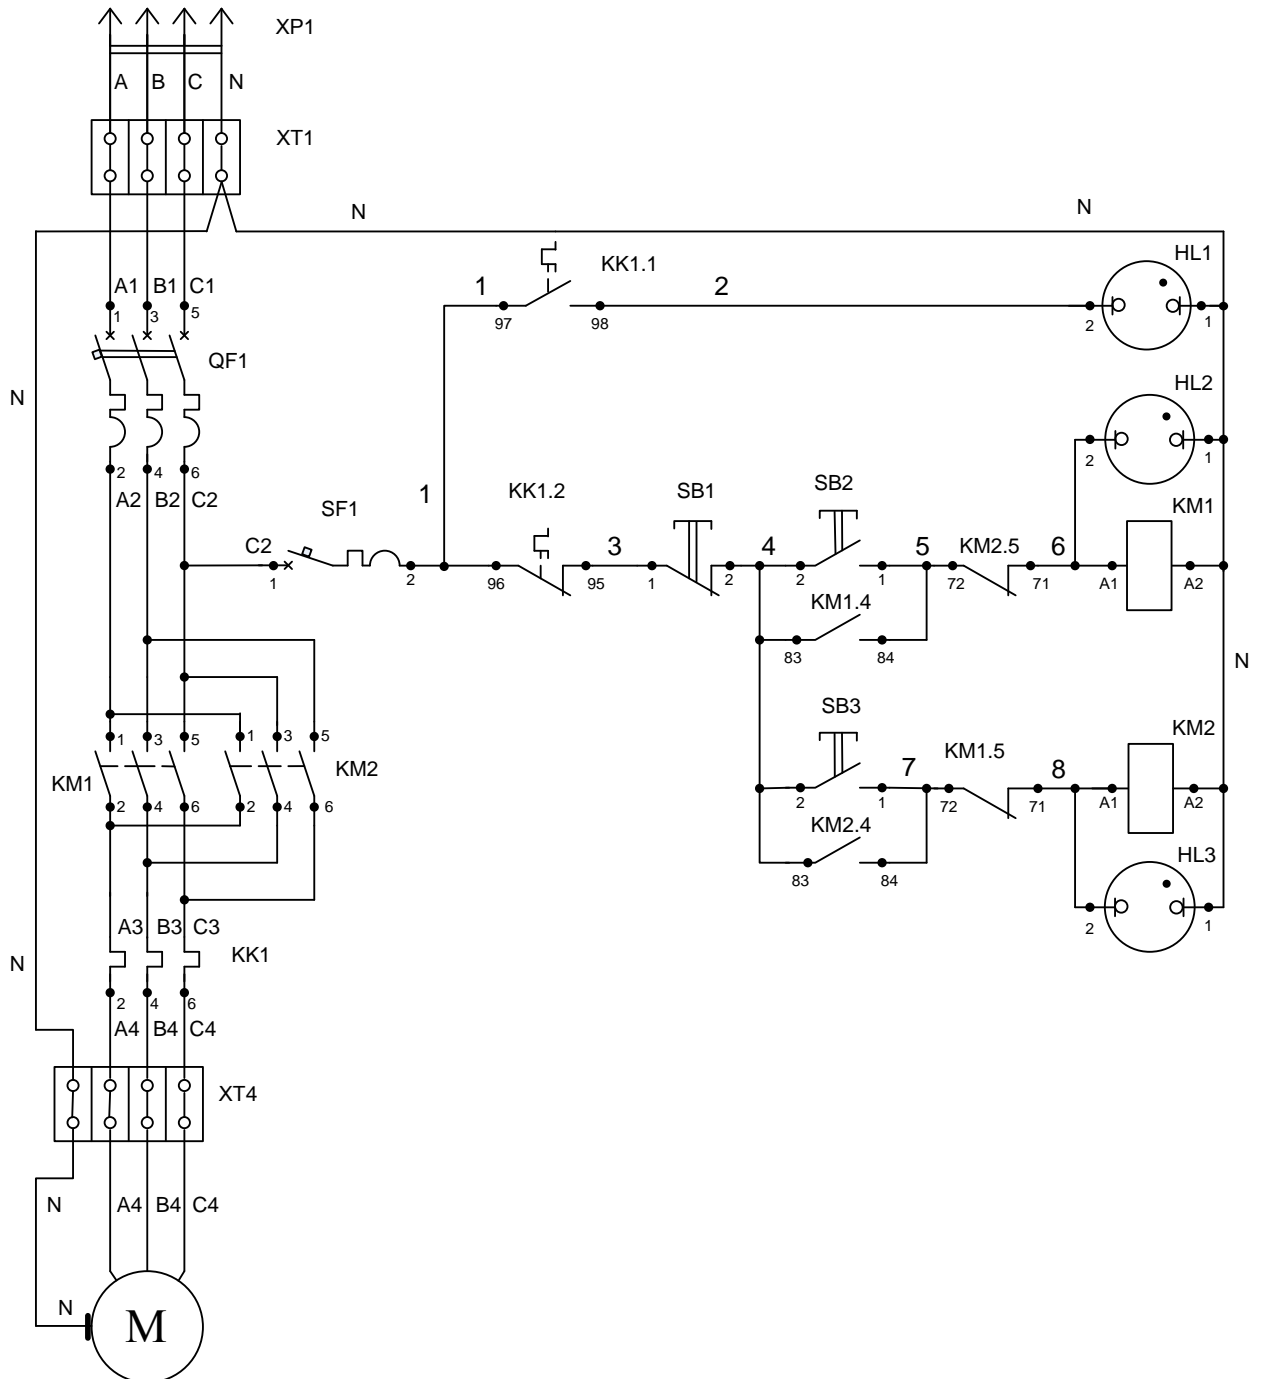 XP1
A B C N
XT1
N N
HL1
KK1.1
1 2
A1 B1 C1
97 98 2 1
1 3 5
QF1
HL2
N
2 1
2 4 6
A2 B2 C2
1
SF1 KK1.2 SB1 SB2 KM1
C2 3 4 5 KM2.5 6
1 2 96 95 1 2 2 1 72 71 A1 A2
KM1.4
83 84
N
SB3 KM2
1 3 5 1 3 5
KM1 KM2
7 KM1.5 8
2 4 6 2 4 6
2 1 72 71 A1 A2
KM2.4
HL3
83 84
2 1
A3 B3 C3
KK1
N
2 4 6
A4 B4 C4
XT4
N A4 B4 C4
N
M